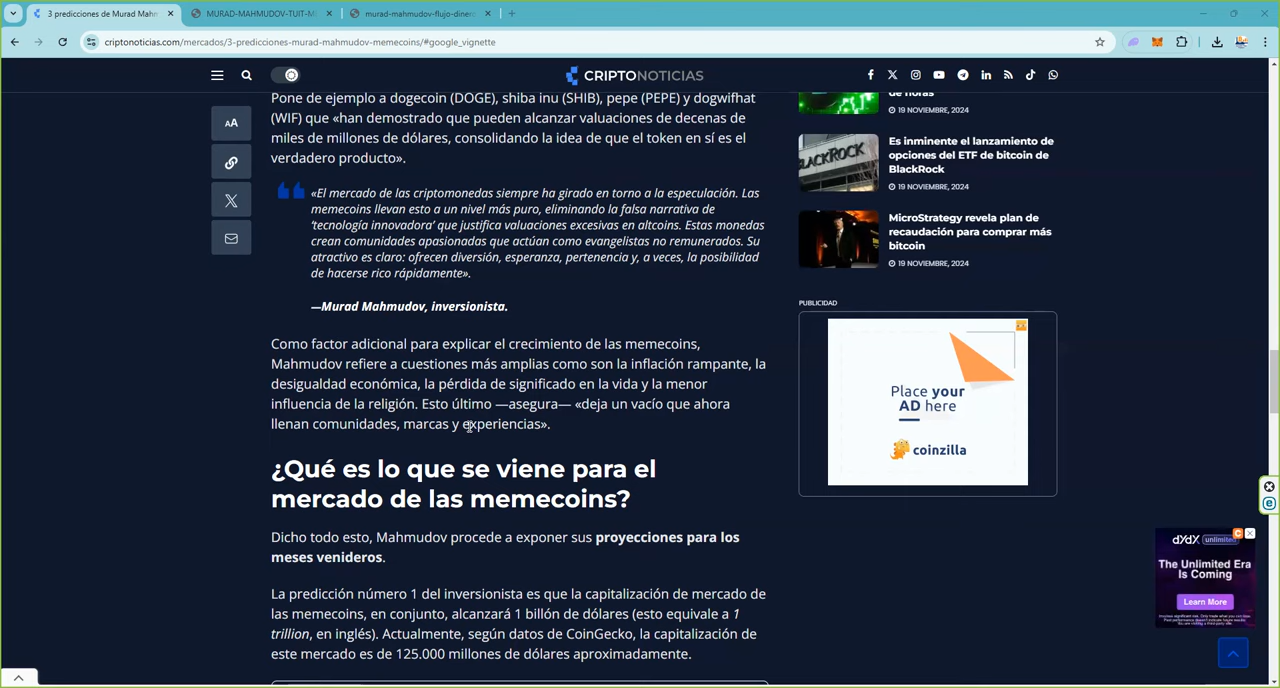 3 predicciones de Murad Mahm
MURAD-MAHMUDOV-TUIT-M
murad-mahmudov-flujo-diner
criptonoticias.com/mercados/3-predicciones-murad-mahmudov-memecoins/#google_vignette
CRIPTONOTICIAS
AA
Pone de ejemplo a dogecoin (DOGE), shiba inu (SHIB), pepe (PEPE) y dogwifhat
(WIF) que «han demostrado que pueden alcanzar valuaciones de decenas de
miles de millones de dólares, consolidando la idea de que el token en sí es el
verdadero producto».
«El mercado de las criptomonedas siempre ha girado en torno a la especulación. Las
memecoins llevan esto a un nivel más puro, eliminando la falsa narrativa de
'tecnología innovadora' que justifica valuaciones excesivas en altcoins. Estas monedas
crean comunidades apasionadas que actúan como evangelistas no remunerados. Su
atractivo es claro: ofrecen diversión, esperanza, pertenencia y, a veces, la posibilidad
de hacerse rico rápidamente».
—Murad Mahmudov, inversionista.
Como factor adicional para explicar el crecimiento de las memecoins,
Mahmudov refiere a cuestiones más amplias como son la inflación rampante, la
desigualdad económica, la pérdida de significado en la vida y la menor
influencia de la religión. Esto último —asegura— «deja un vacío que ahora
llenan comunidades, marcas y experiencias».
¿Qué es lo que se viene para el
mercado de las memecoins?
Dicho todo esto, Mahmudov procede a exponer sus proyecciones para los
meses venideros.
La predicción número 1 del inversionista es que la capitalización de mercado de
las memecoins, en conjunto, alcanzará 1 billón de dólares (esto equivale a 1
trillion, en inglés). Actualmente, según datos de CoinGecko, la capitalización de
este mercado es de 125.000 millones de dólares aproximadamente.
de horas
19 NOVIEMBRE, 2024
BLACKROCK
Es inminente el lanzamiento de
opciones del ETF de bitcoin de
BlackRock
19 NOVIEMBRE, 2024
MicroStrategy revela plan de
recaudación para comprar más
bitcoin
19 NOVIEMBRE, 2024
PUBLICIDAD
Place your
AD here
coinzilla
dYdX unlimited
The Unlimited Era
Is Coming
Learn More